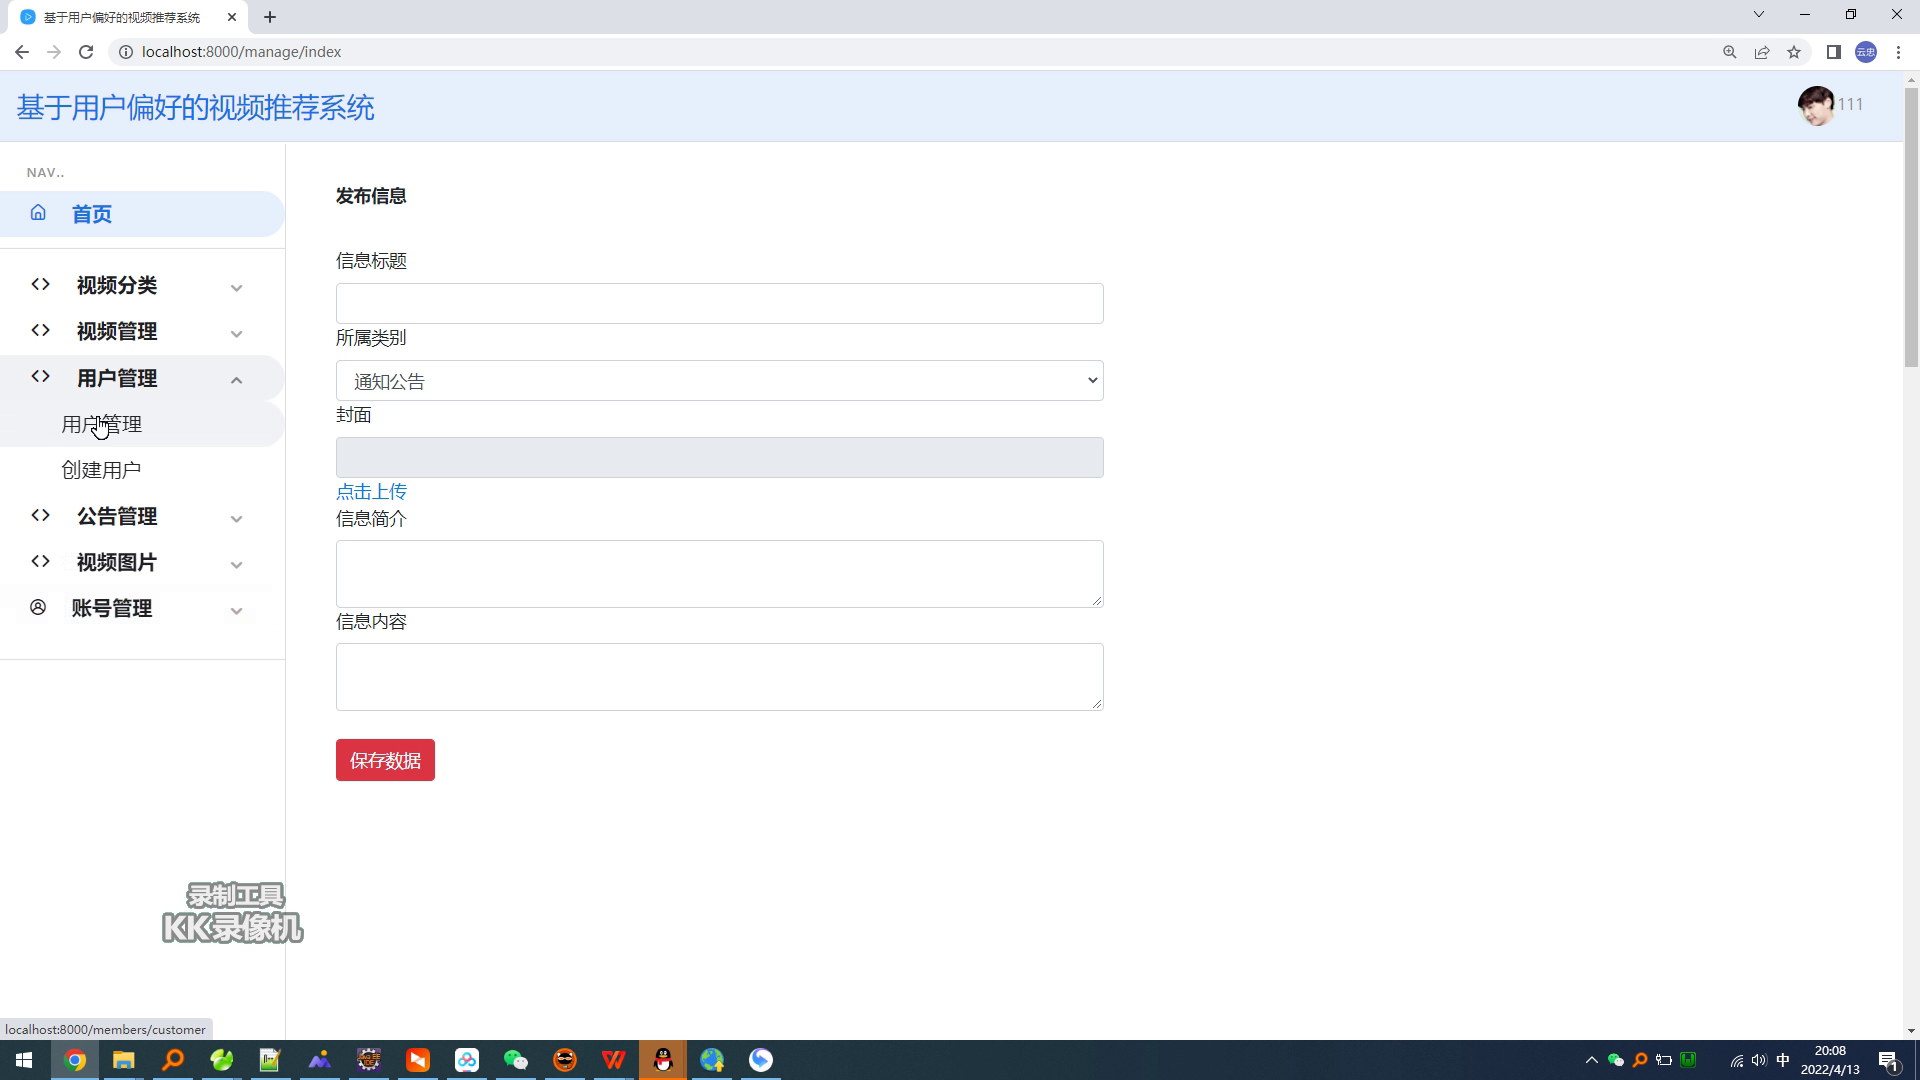 基于用户偏好的视频推荐系统
localhost:8000/manage/index
云忠
基于用户偏好的视频推荐系统
111
NAV..
首页
视频分类
视频管理
用户管理
用户管理
创建用户
公告管理
视频图片
账号管理
发布信息
信息标题
所属类别
通知公告
封面
点击上传
信息简介
信息内容
保存数据
录制工具
KK录像机
localhost:8000/members/customer
中
20:08
2022/4/13
1